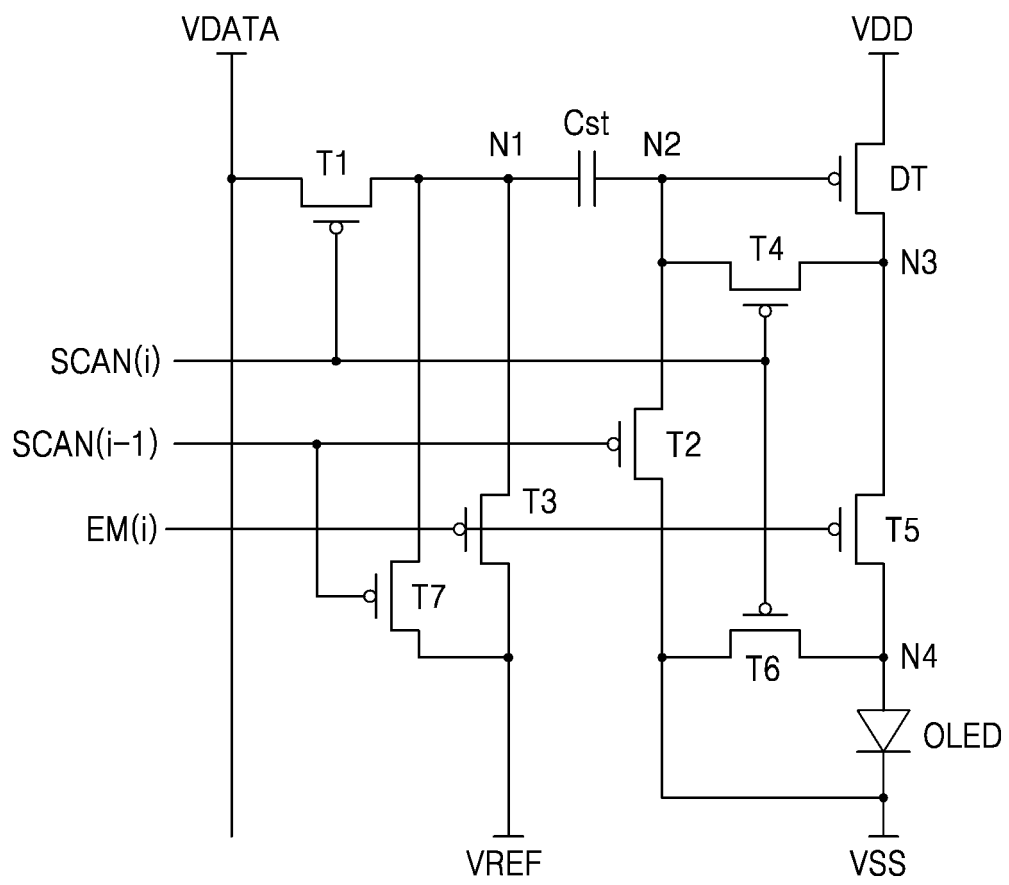 VDATA
VDD
Cst
N1
N2
T1
DT
T4
N3
SCAN(i)
SCAN(i-1)
T2
T3
EM(i)
T5
T7
T6
N4
OLED
VREF
VSS